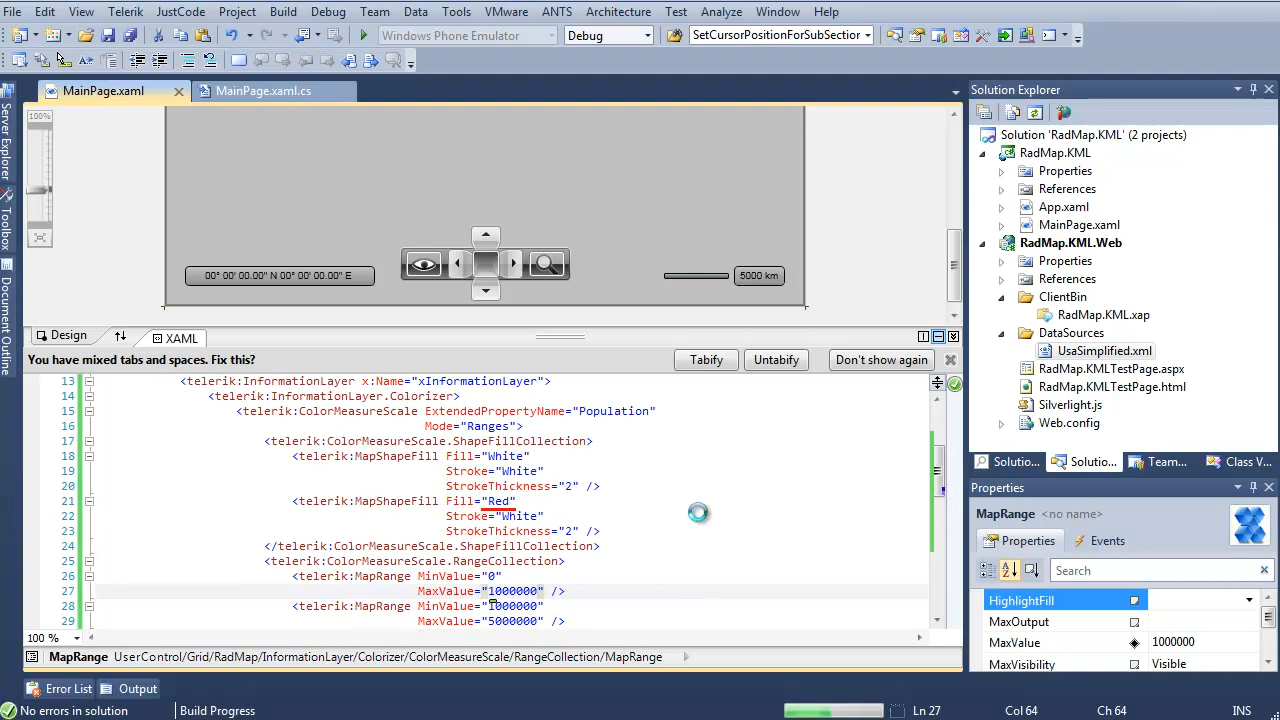 File Edit View Telerik JustCode Project Build Debug Team Data Tools VMware ANTS Architecture Test Analyze Window Help
Windows Phone Emulator Debug SetCursorPositionForSubSection
MainPage.xaml MainPage.xaml.cs
Server Explorer
Toolbox
Document Outline
100%
00° 00' 00.00" N 00° 00' 00.00" E
5000 km
Design XAML
You have mixed tabs and spaces. Fix this? Tabify Untabify Don't show again
13 <telerik:InformationLayer x:Name="xInformationLayer">
14 <telerik:InformationLayer.Colorizer>
15 <telerik:ColorMeasureScale ExtendedPropertyName="Population"
16 Mode="Ranges">
17 <telerik:ColorMeasureScale.ShapeFillCollection>
18 <telerik:MapShapeFill Fill="White"
19 Stroke="White"
20 StrokeThickness="2" />
21 <telerik:MapShapeFill Fill="Red"
22 Stroke="White"
23 StrokeThickness="2" />
24 </telerik:ColorMeasureScale.ShapeFillCollection>
25 <telerik:ColorMeasureScale.RangeCollection>
26 <telerik:MapRange MinValue="0"
27 MaxValue="1000000" />
28 <telerik:MapRange MinValue="1000000"
29 MaxValue="5000000" />
100 %
MapRange UserControl/Grid/RadMap/InformationLayer/Colorizer/ColorMeasureScale/RangeCollection/MapRange
Error List Output
No errors in solution Build Progress Ln 27 Col 64 Ch 64 INS
Solution Explorer
Solution 'RadMap.KML' (2 projects)
RadMap.KML
Properties
References
App.xaml
MainPage.xaml
RadMap.KML.Web
Properties
References
ClientBin
RadMap.KML.xap
DataSources
UsaSimplified.xml
RadMap.KMLTestPage.aspx
RadMap.KMLTestPage.html
Silverlight.js
Web.config
Solutio... Solutio... Team... Class V...
Properties
MapRange <no name>
Properties Events
Search
HighlightFill
MaxOutput
MaxValue 1000000
MaxVisibility Visible